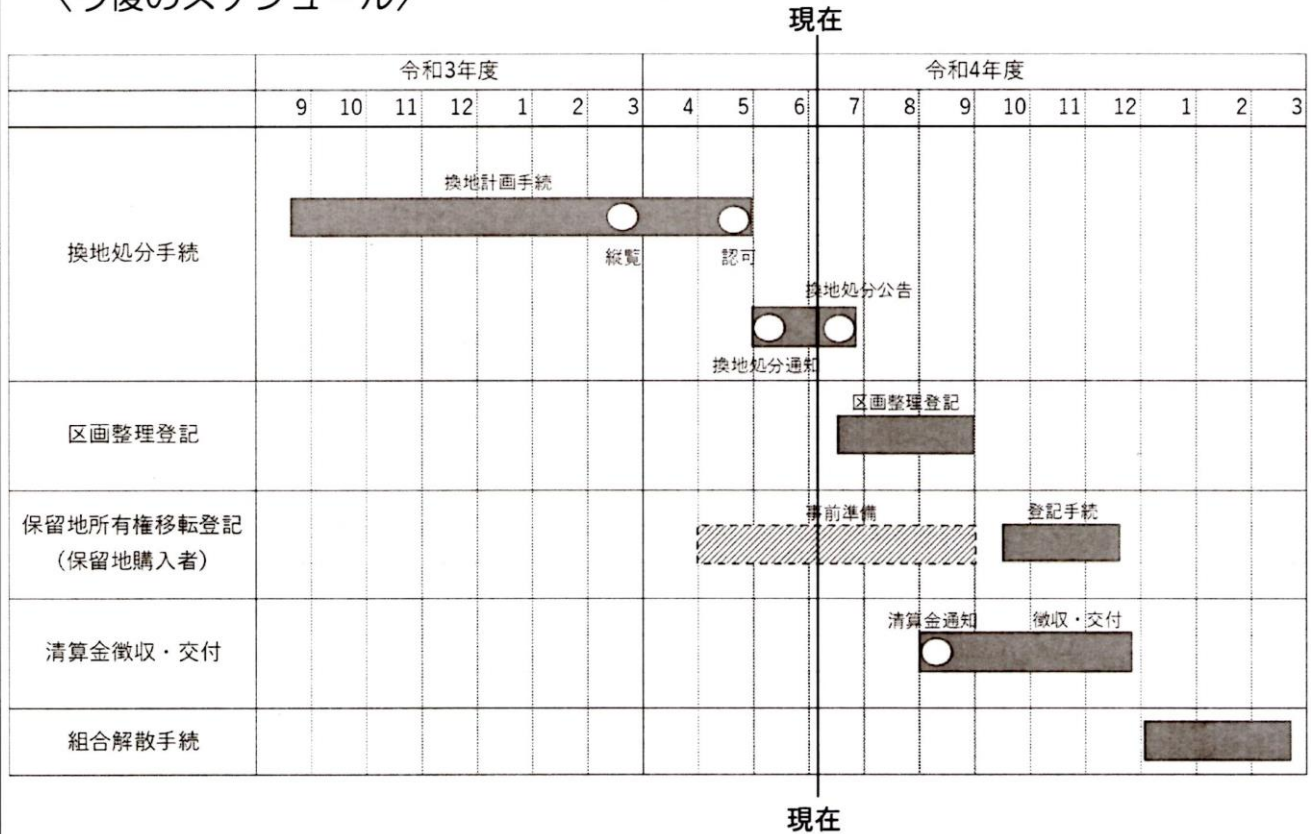 〈今後のスケジュール〉
現在
令和3年度 令和4年度
9 10 11 12 1 2 3 4 5 6 7 8 9 10 11 12 1 2 3
換地処分手続
換地計画手続
縦覧 認可
換地処分公告
換地処分通知
区画整理登記
区画整理登記
保留地所有権移転登記
（保留地購入者）
事前準備 登記手続
清算金徴収・交付
清算金通知 徴収・交付
組合解散手続
現在